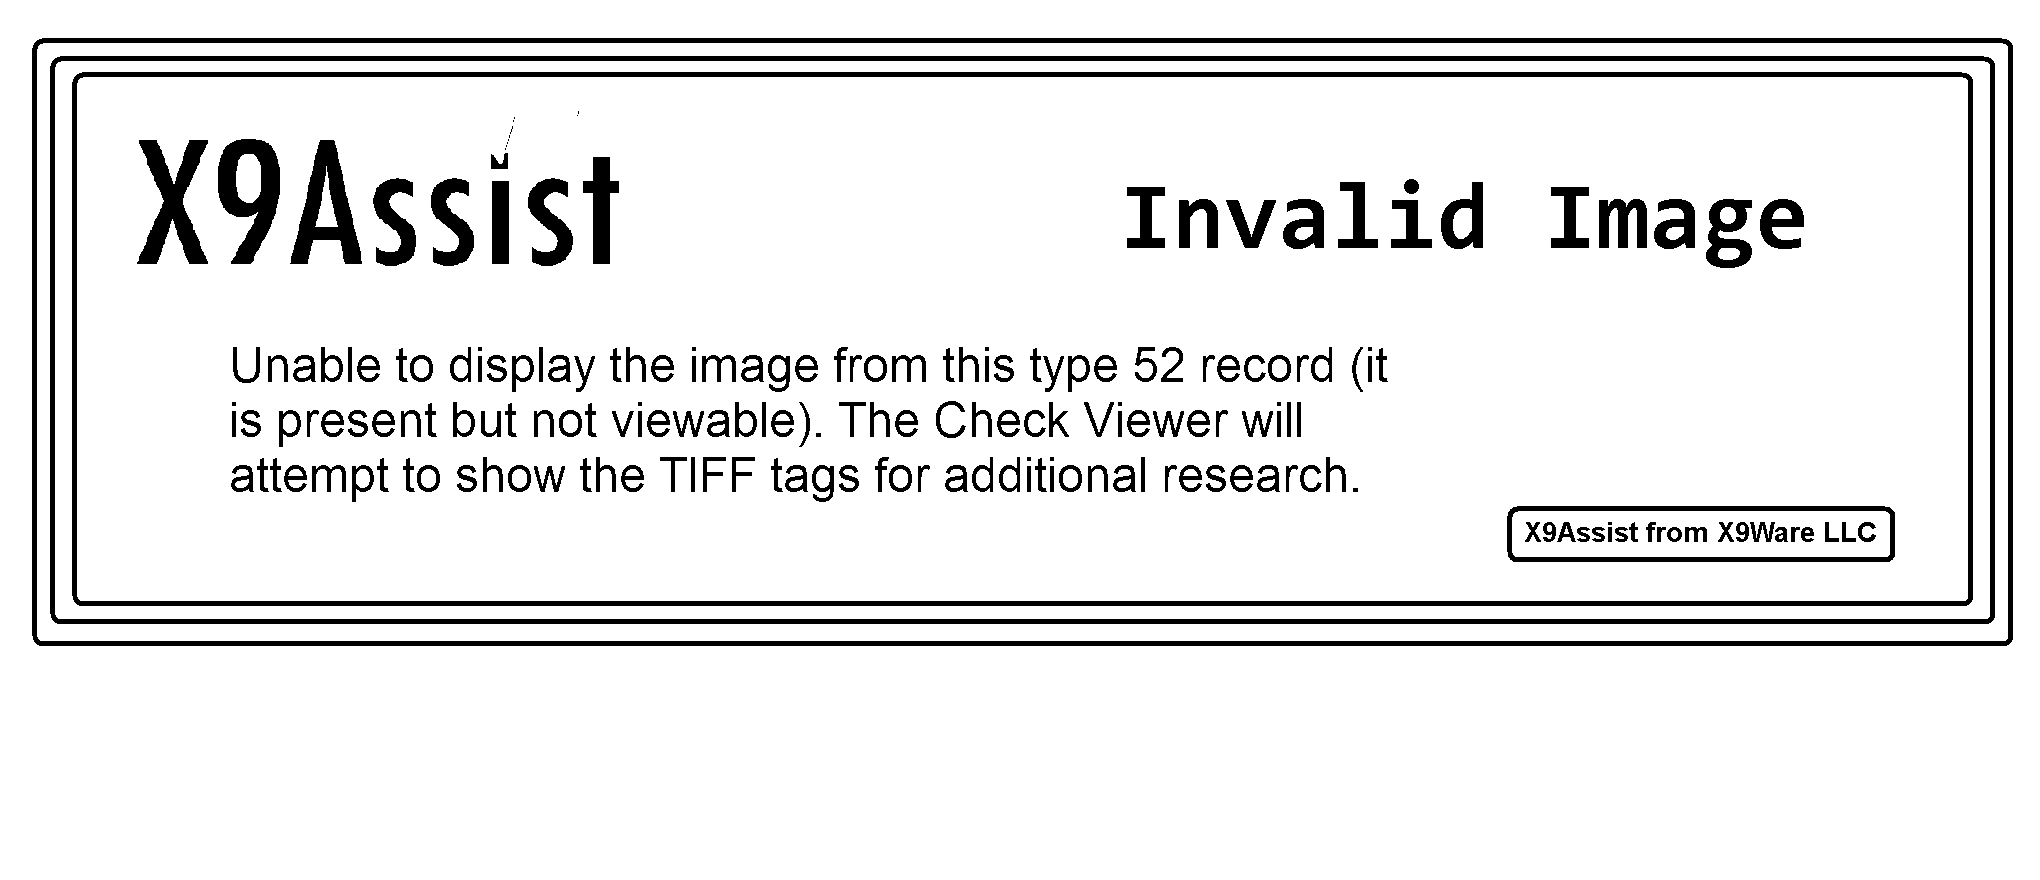 X9Assist
Invalid Image
Unable to display the image from this type 52 record (it
is present but not viewable). The Check Viewer will
attempt to show the TIFF tags for additional research.
X9Assist from X9Ware LLC